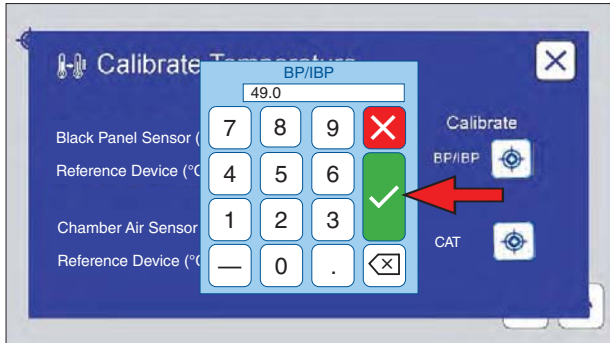 Calibrate
BP/IBP
49.0
7 8 9
Black Panel Sensor (
Calibrate
Reference Device (°C
4 5 6
BP/IBP
Chamber Air Sensor
1 2 3
CAT
Reference Device (°C
— 0 .